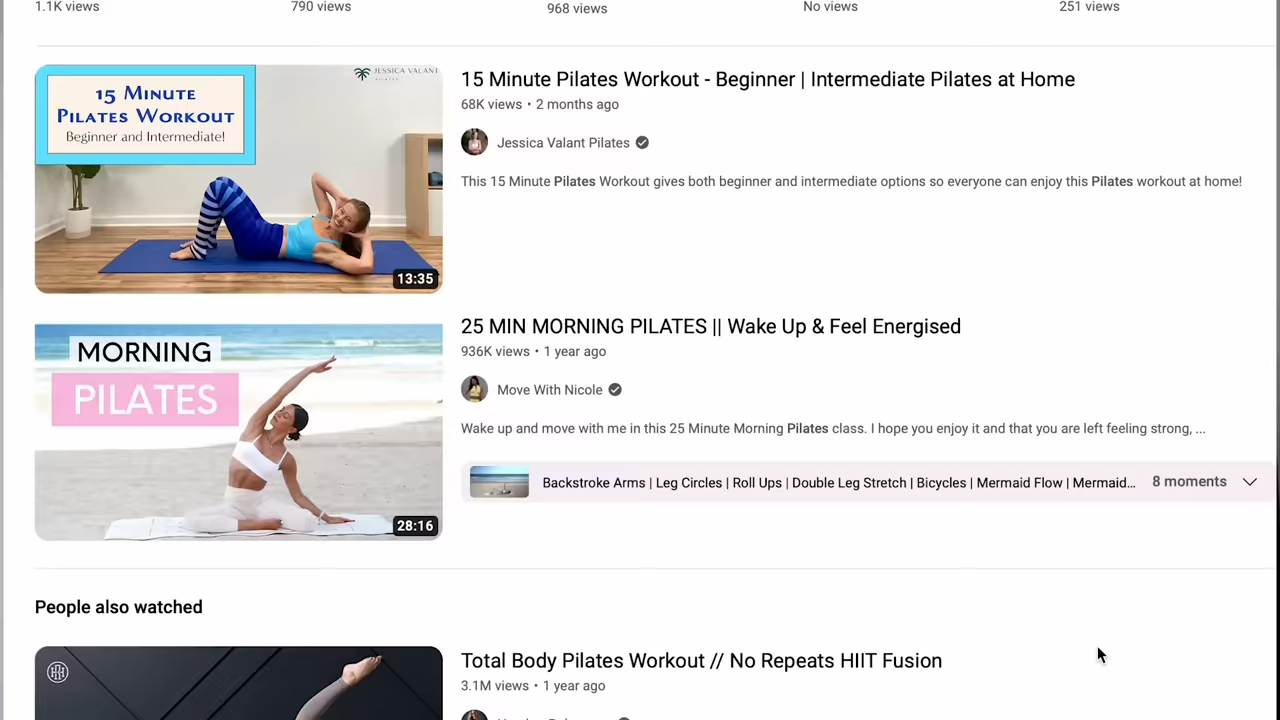 1.1K views
790 views
968 views
No views
251 views
JESSICA VALANT
PILATES
15 MINUTE
PILATES WORKOUT
Beginner and Intermediate!
13:35
15 Minute Pilates Workout - Beginner | Intermediate Pilates at Home
68K views • 2 months ago
Jessica Valant Pilates
This 15 Minute Pilates Workout gives both beginner and intermediate options so everyone can enjoy this Pilates workout at home!
MORNING
PILATES
28:16
25 MIN MORNING PILATES || Wake Up & Feel Energised
936K views • 1 year ago
Move With Nicole
Wake up and move with me in this 25 Minute Morning Pilates class. I hope you enjoy it and that you are left feeling strong, ...
Backstroke Arms | Leg Circles | Roll Ups | Double Leg Stretch | Bicycles | Mermaid Flow | Mermaid...
8 moments
People also watched
Total Body Pilates Workout // No Repeats HIIT Fusion
3.1M views • 1 year ago